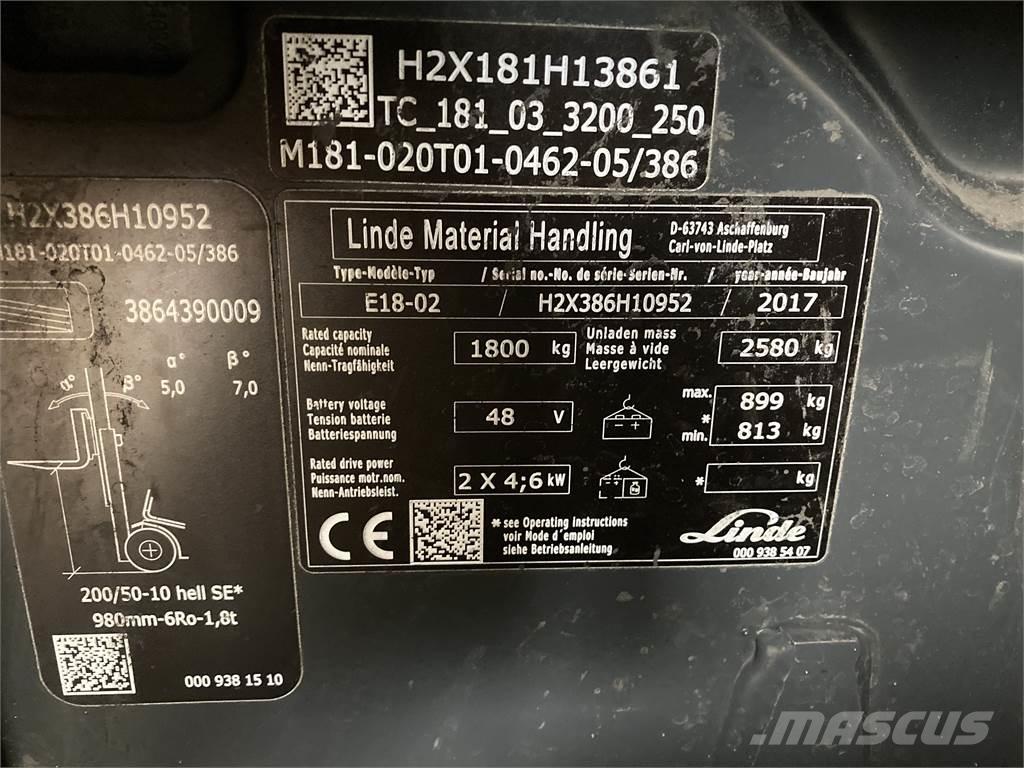 H2X181H13861
TC_181_03_3200_250
M181-020T01-0462-05/386
H2X386H10952
M181-020T01-0462-05/386
3864390009
α° β°
5,0 7,0
α° β°
200/50-10 hell SE*
980mm-6Ro-1,8t
000 938 15 10
Linde Material Handling
D-63743 Aschaffenburg
Carl-von-Linde-Platz
Type-Modèle-Typ / Serial no.-No. de série-Serien-Nr. / year-année-Baujahr
E18-02 / H2X386H10952 / 2017
Rated capacity
Capacité nominale
Nenn-Tragfähigkeit
1800 kg
Unladen mass
Masse à vide
Leergewicht
2580 kg
Battery voltage
Tension batterie
Batteriespannung
48 V
max. 899 kg
*
min. 813 kg
Rated drive power
Puissance motr.nom.
Nenn-Antriebsleist.
2 X 4;6 kW
* kg
CE
* see Operating instructions
voir Mode d'emploi
siehe Betriebsanleitung
Linde
000 938 54 07
MASCUS